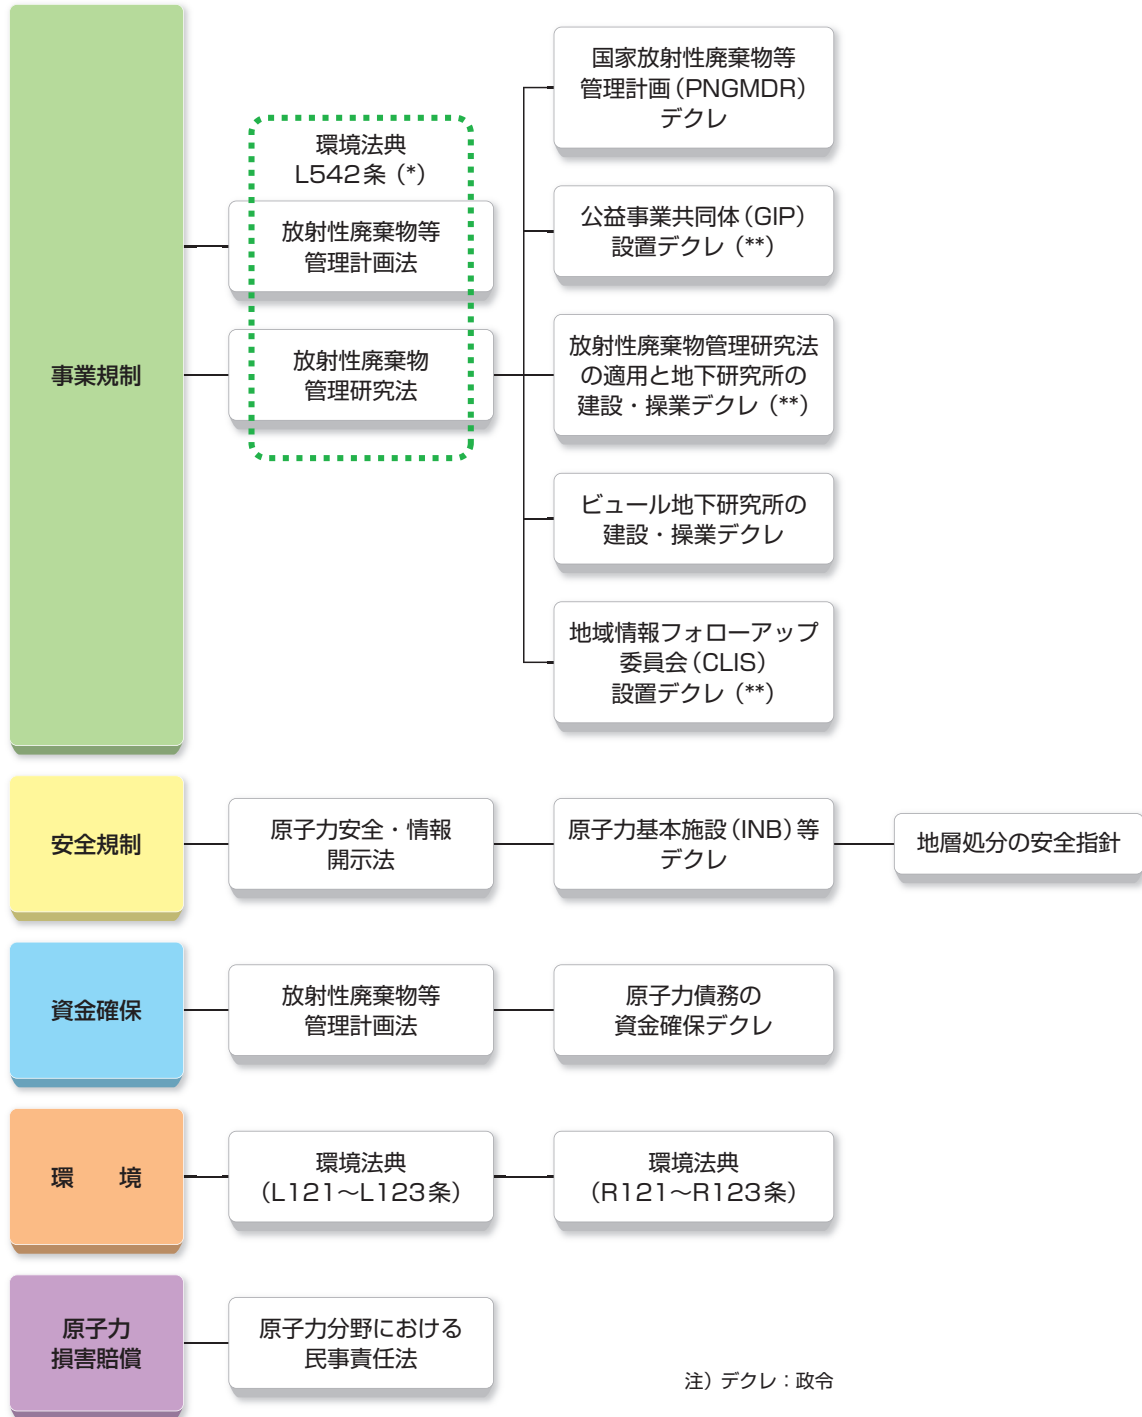 事業規制
環境法典
L542条 (*)
放射性廃棄物等
管理計画法
放射性廃棄物
管理研究法
国家放射性廃棄物等
管理計画(PNGMDR)
デクレ
公益事業共同体(GIP)
設置デクレ (**)
放射性廃棄物管理研究法
の適用と地下研究所の
建設・操業デクレ (**)
ビュール地下研究所の
建設・操業デクレ
地域情報フォローアップ
委員会(CLIS)
設置デクレ (**)
安全規制
原子力安全・情報
開示法
原子力基本施設(INB)等
デクレ
地層処分の安全指針
資金確保
放射性廃棄物等
管理計画法
原子力債務の
資金確保デクレ
環 境
環境法典
(L121～L123条)
環境法典
(R121～R123条)
原子力
損害賠償
原子力分野における
民事責任法
注) デクレ：政令